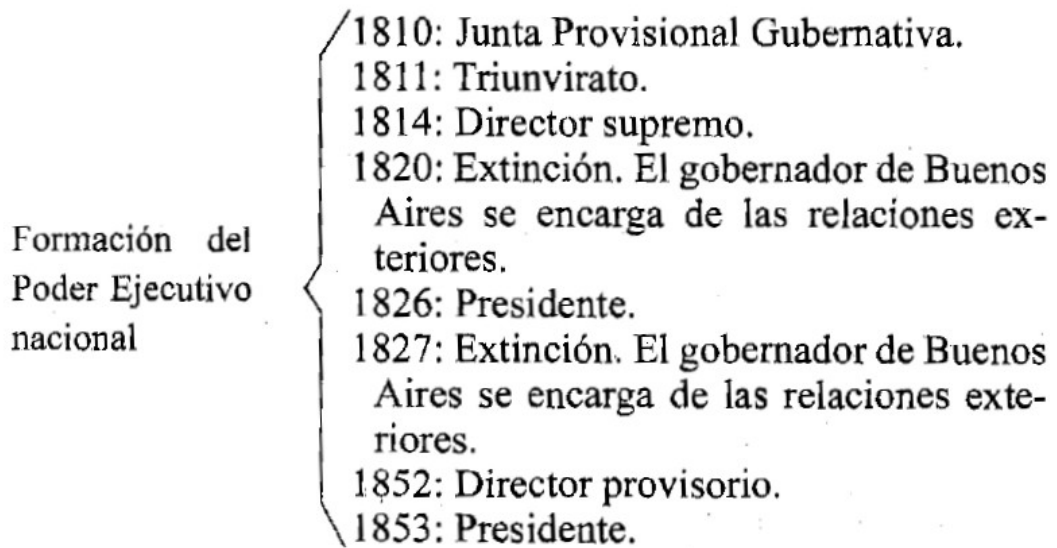 Formación del
Poder Ejecutivo
nacional
1810: Junta Provisional Gubernativa.
1811: Triunvirato.
1814: Director supremo.
1820: Extinción. El gobernador de Buenos
Aires se encarga de las relaciones ex-
teriores.
1826: Presidente.
1827: Extinción. El gobernador de Buenos
Aires se encarga de las relaciones exte-
riores.
1852: Director provisorio.
1853: Presidente.